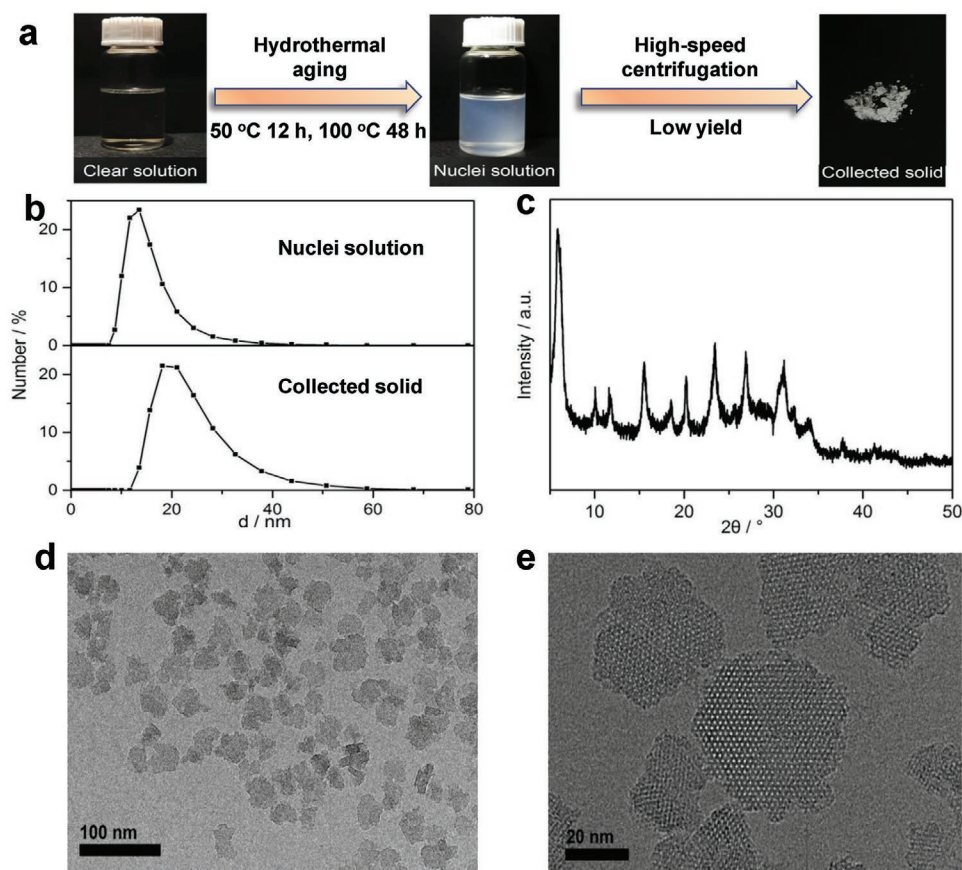 a
Hydrothermal
aging
50 °C 12 h, 100 °C 48 h
High-speed
centrifugation
Low yield
Clear solution
Nuclei solution
Collected solid
b
Number / %
20
10
0
Nuclei solution
20
10
0
Collected solid
0 20 40 60 80
d / nm
c
Intensity / a.u.
10 20 30 40 50
2θ / °
d
100 nm
e
20 nm